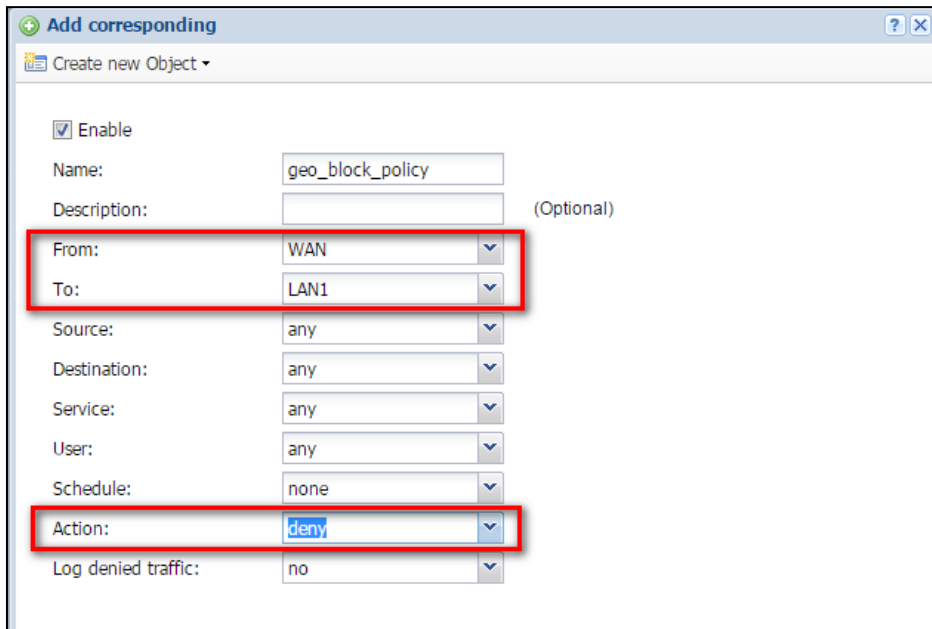 Add corresponding ?
Create new Object
Enable
Name: geo_block_policy
Description: (Optional)
From: WAN
To: LAN1
Source: any
Destination: any
Service: any
User: any
Schedule: none
Action: deny
Log denied traffic: no